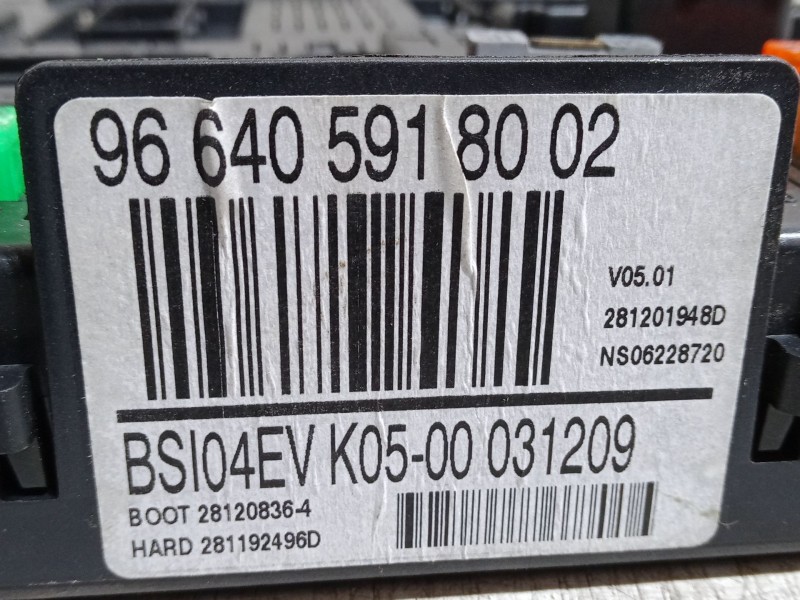 96 640 591 80 02
V05.01
281201948D
NS06228720
BSI04EV K05-00 031209
BOOT 28120836-4
HARD 281192496D